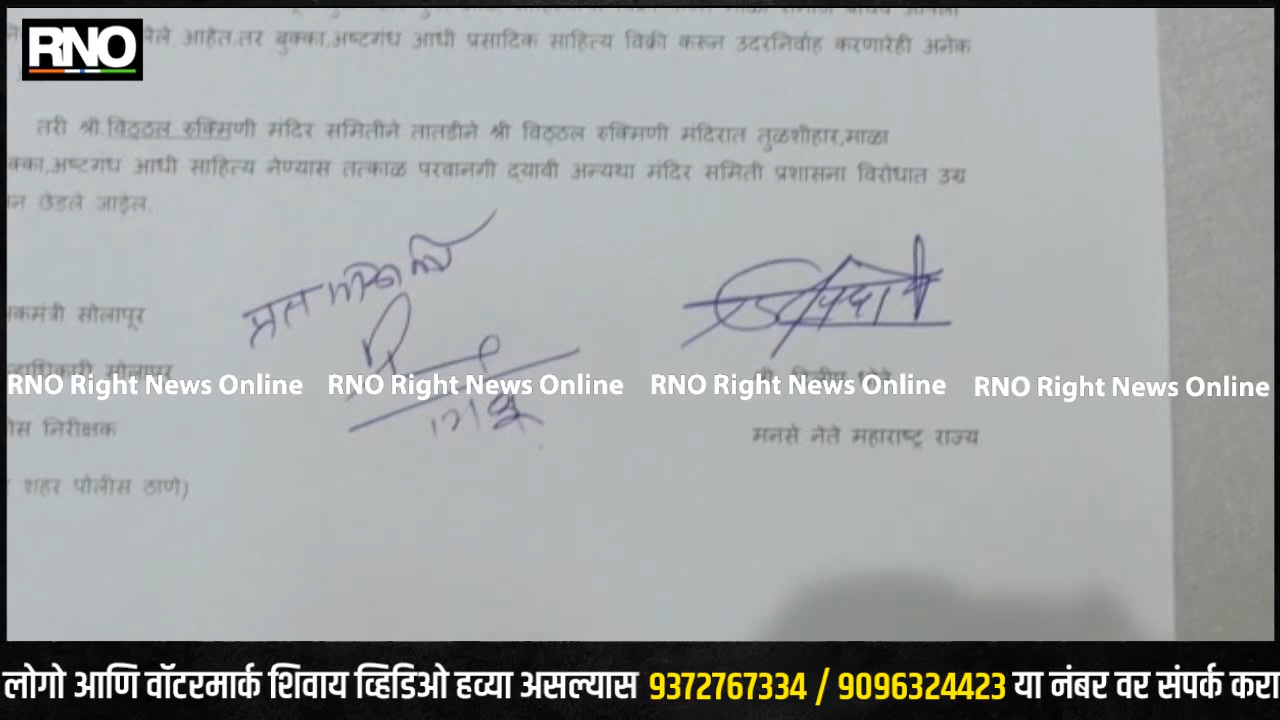 RNO
लेले आहेत.तर बुक्का,अष्टगंध आधी प्रसादिक साहित्य विक्री करून उदरनिर्वाह करणारेही अनेक
तरी श्री.विठ्ठल रुक्मिणी मंदिर समितीने तातडीने श्री विठ्ठल रुक्मिणी मंदिरात तुळशीहार,माळा
क्का,अष्टगंध आधी साहित्य नेण्यास तत्काळ परवानगी द्यावी अन्यथा मंदिर समिती प्रशासना विरोधात उग्र
न छेडले जाईल.
कमंत्री सोलापूर
प्रत मिळाली
सोलापूर
RNO Right News Online RNO Right News Online RNO Right News Online RNO Right News Online
ीस निरीक्षक
मनसे नेते महाराष्ट्र राज्य
शहर पोलीस ठाणे)
लोगो आणि वॉटरमार्क शिवाय व्हिडिओ हव्या असल्यास 9372767334 / 9096324423 या नंबर वर संपर्क करा